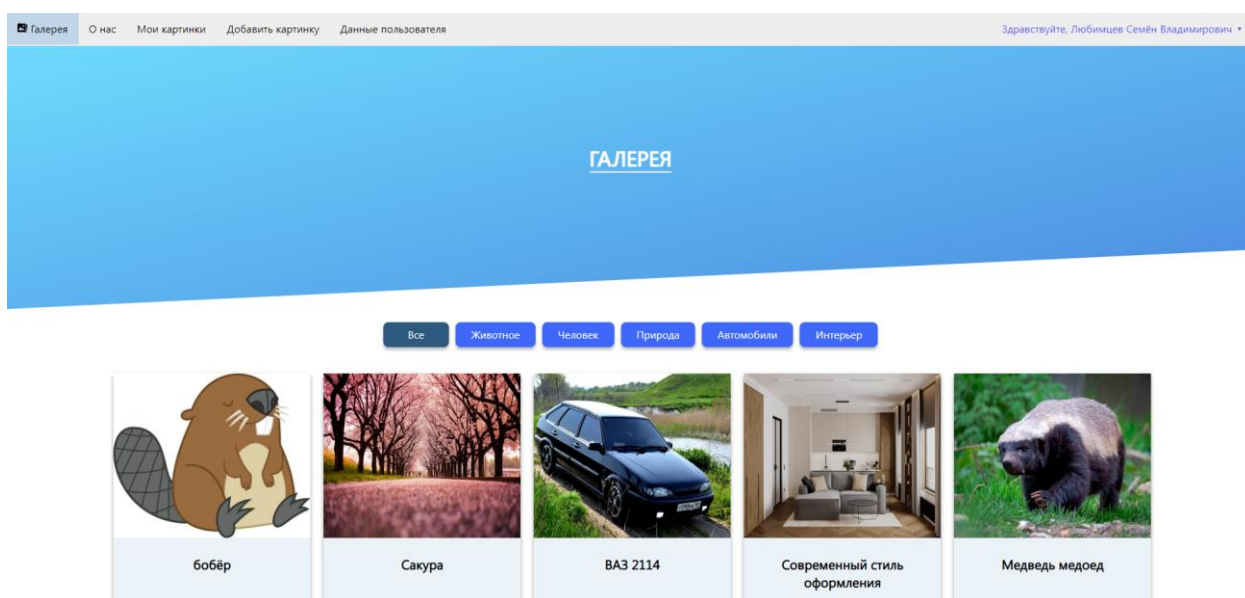 Галерея О нас Мои картинки Добавить картинку Данные пользователя Здравствуйте, Любимцев Семён Владимирович
ГАЛЕРЕЯ
Все Животное Человек Природа Автомобили Интерьер
бобёр Сакура ВАЗ 2114 Современный стиль Медведь медоед
оформления